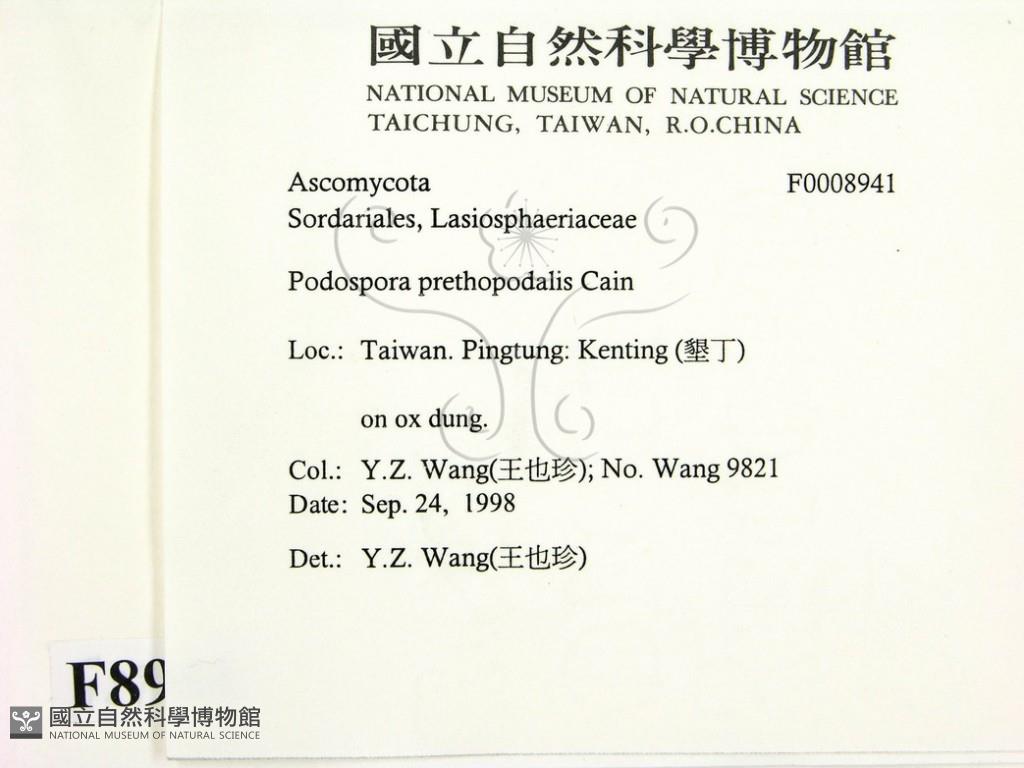 國立自然科學博物館
NATIONAL MUSEUM OF NATURAL SCIENCE
TAICHUNG, TAIWAN, R.O.CHINA
Ascomycota F0008941
Sordariales, Lasiosphaeriaceae
Podospora prethopodalis Cain
Loc.: Taiwan. Pingtung: Kenting (墾丁)
on ox dung.
Col.: Y.Z. Wang(王也珍); No. Wang 9821
Date: Sep. 24, 1998
Det.: Y.Z. Wang(王也珍)
F89
國立自然科學博物館
NATIONAL MUSEUM OF NATURAL SCIENCE